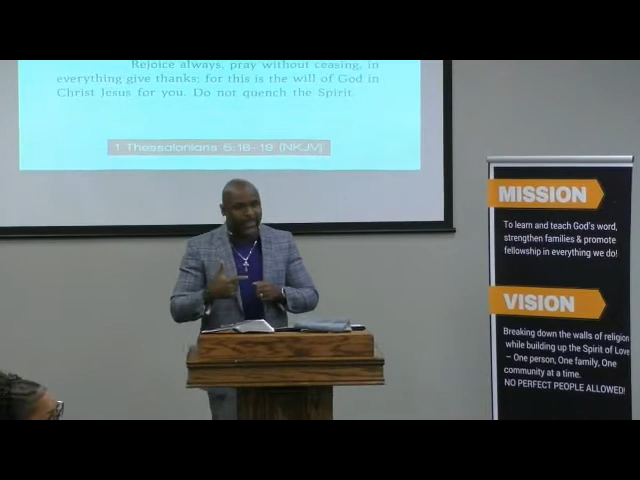 Rejoice always, pray without ceasing, in
everything give thanks; for this is the will of God in
Christ Jesus for you. Do not quench the Spirit.
1 Thessalonians 5:16-19 (NKJV)
MISSION
To learn and teach God's word,
strengthen families & promote
fellowship in everything we do!
VISION
Breaking down the walls of religion
while building up the Spirit of Love
– One person, One family, One
community at a time.
NO PERFECT PEOPLE ALLOWED!